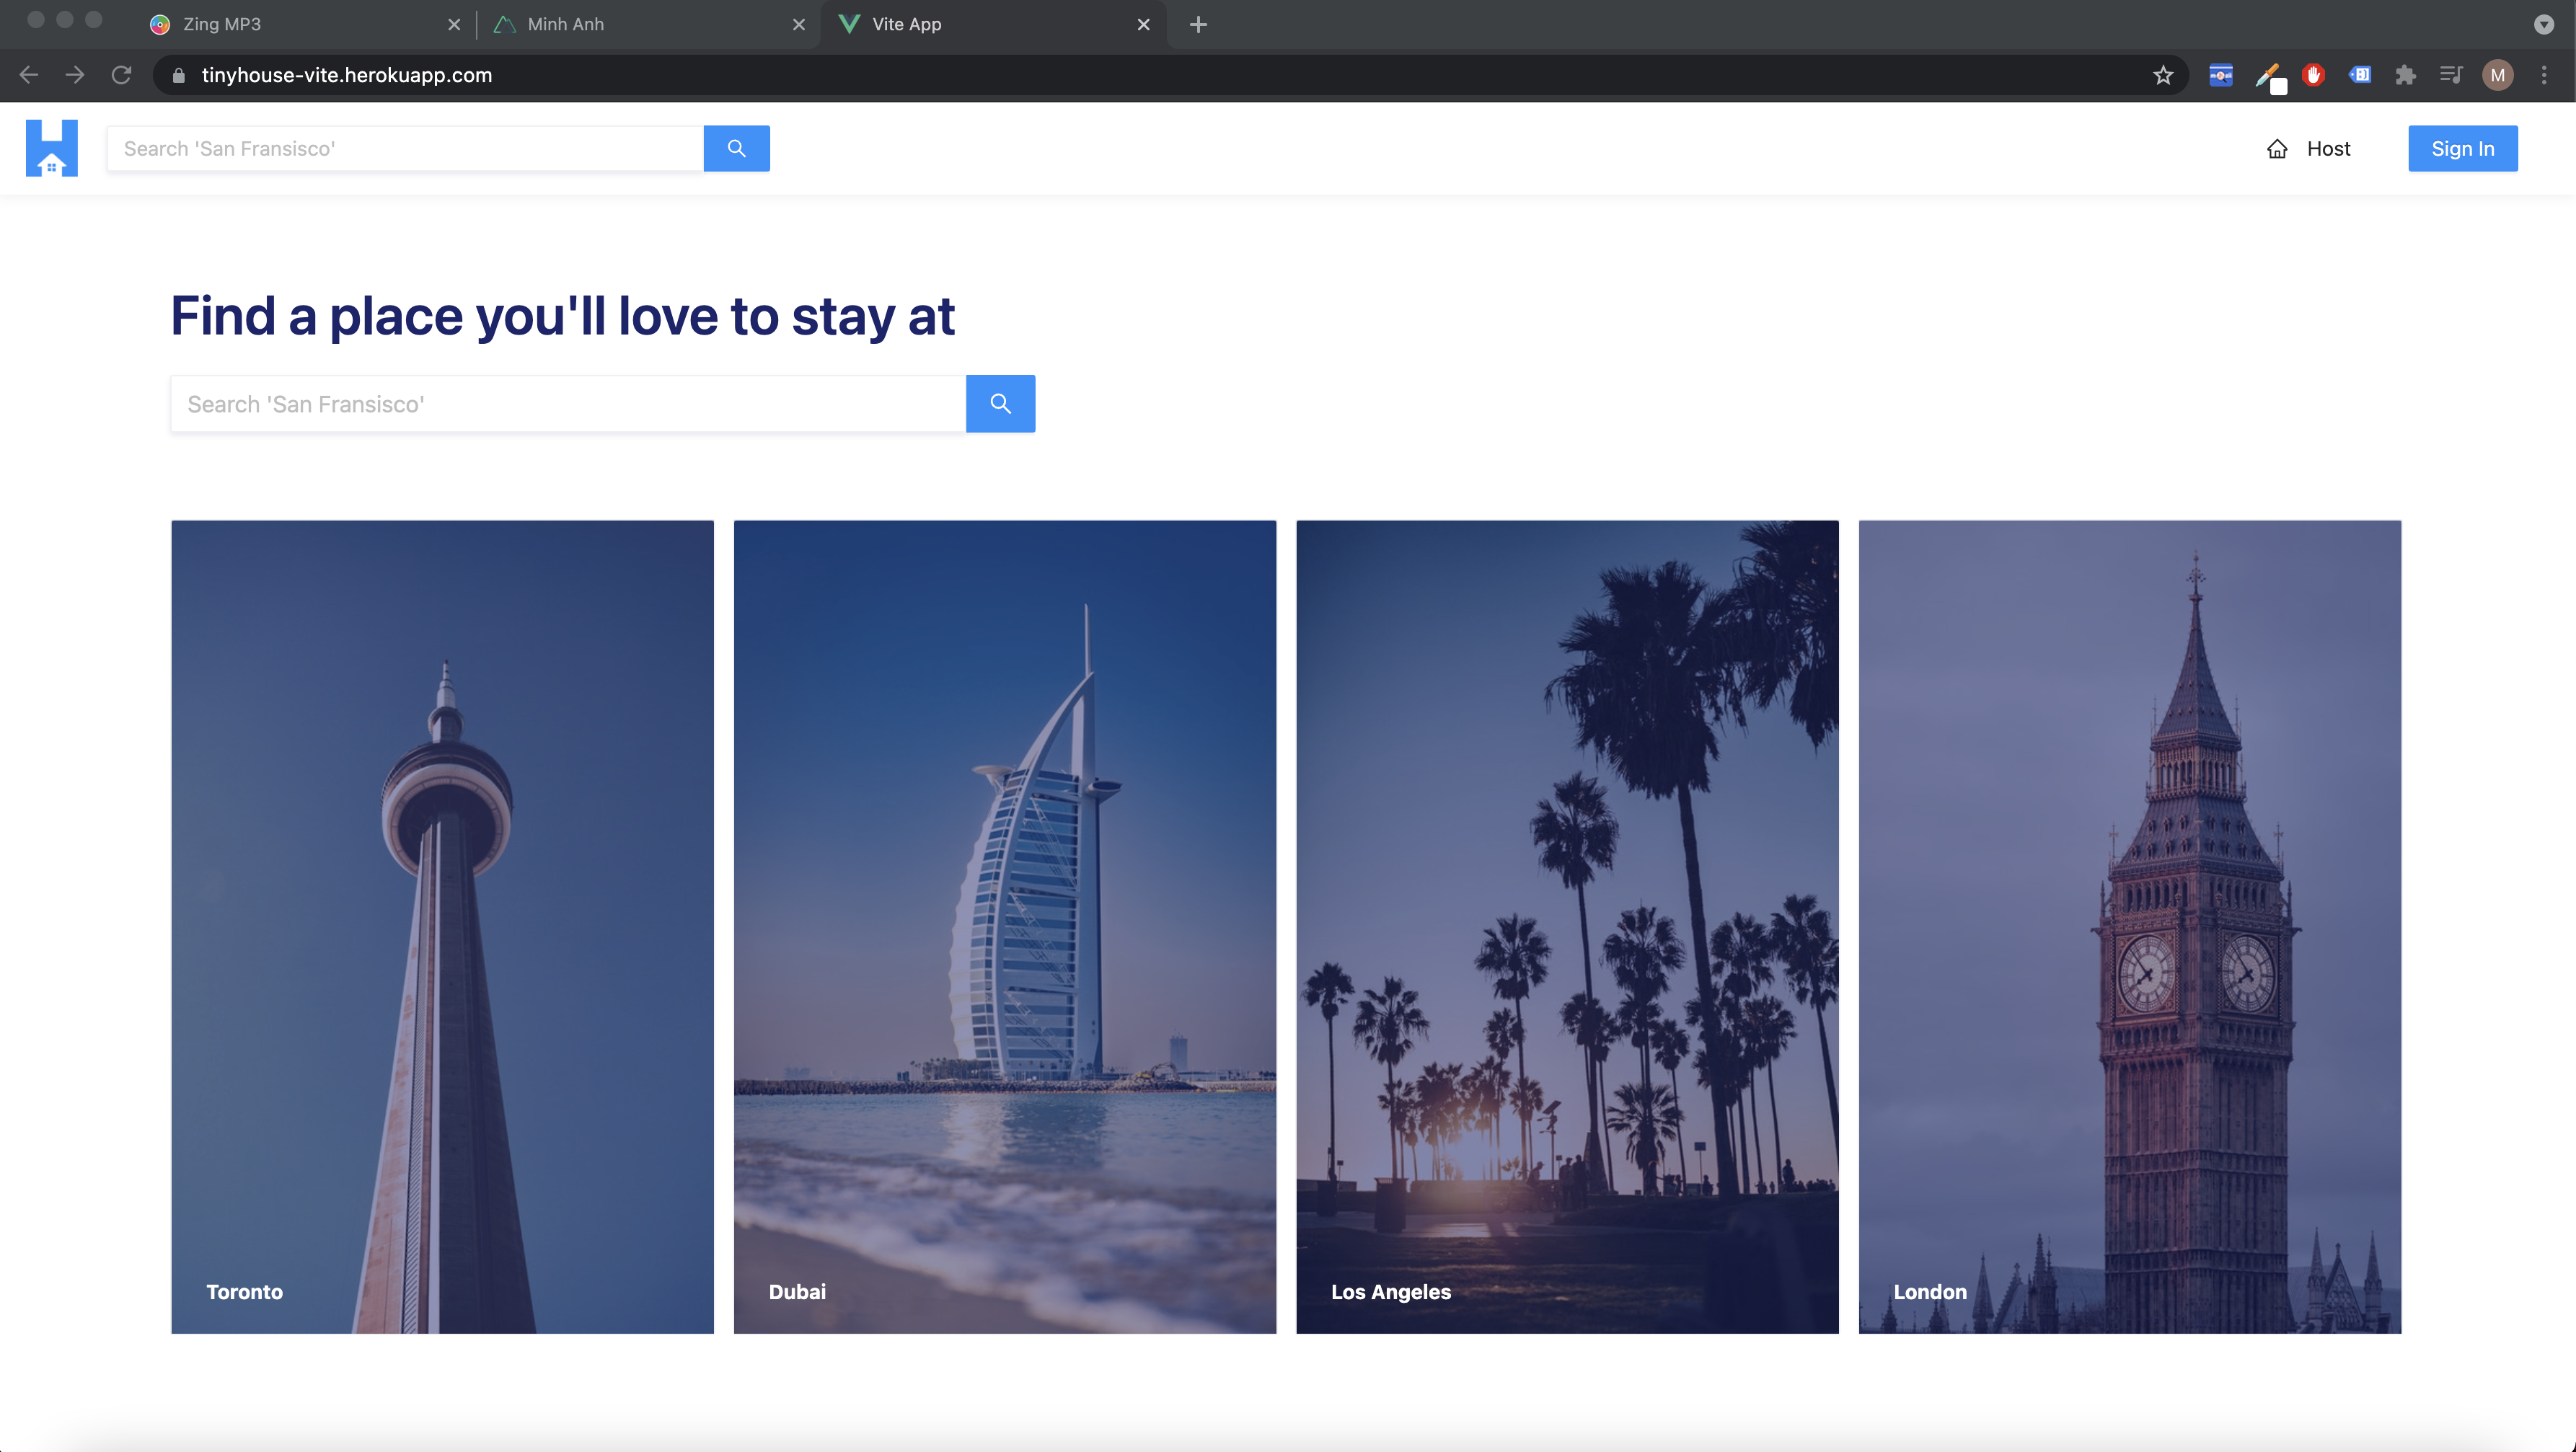 Zing MP3
Minh Anh
Vite App
tinyhouse-vite.herokuapp.com
M
Search 'San Fransisco'
Host
Sign In
Find a place you'll love to stay at
Search 'San Fransisco'
Toronto
Dubai
Los Angeles
London